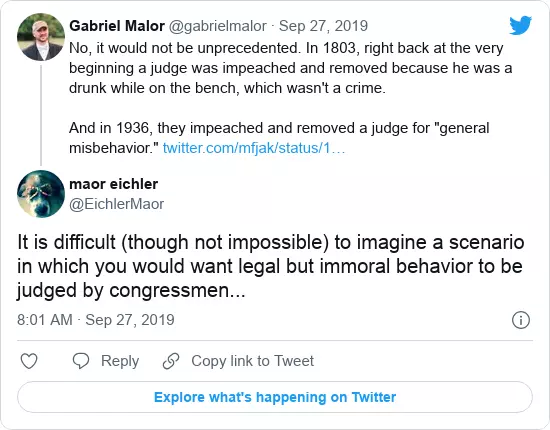 Gabriel Malor @gabrielmalor · Sep 27, 2019
No, it would not be unprecedented. In 1803, right back at the very
beginning a judge was impeached and removed because he was a
drunk while on the bench, which wasn't a crime.
And in 1936, they impeached and removed a judge for "general
misbehavior." twitter.com/mfjak/status/1…
maor eichler
@EichlerMaor
It is difficult (though not impossible) to imagine a scenario
in which you would want legal but immoral behavior to be
judged by congressmen...
8:01 AM · Sep 27, 2019
Reply
Copy link to Tweet
Explore what's happening on Twitter